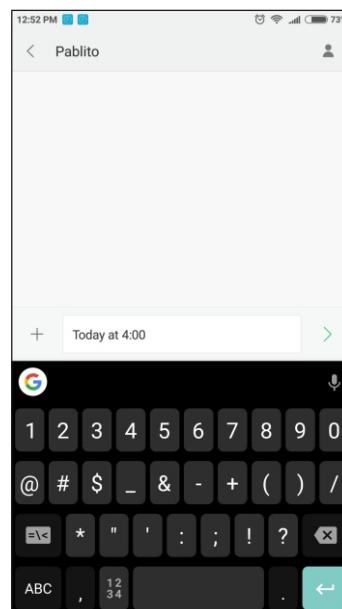 12:52 PM 73%
Pablito
Today at 4:00
G
1 2 3 4 5 6 7 8 9 0
@ # $ _ & - + ( ) /
=\< * " ' : ; ! ?
ABC , 12 34 .